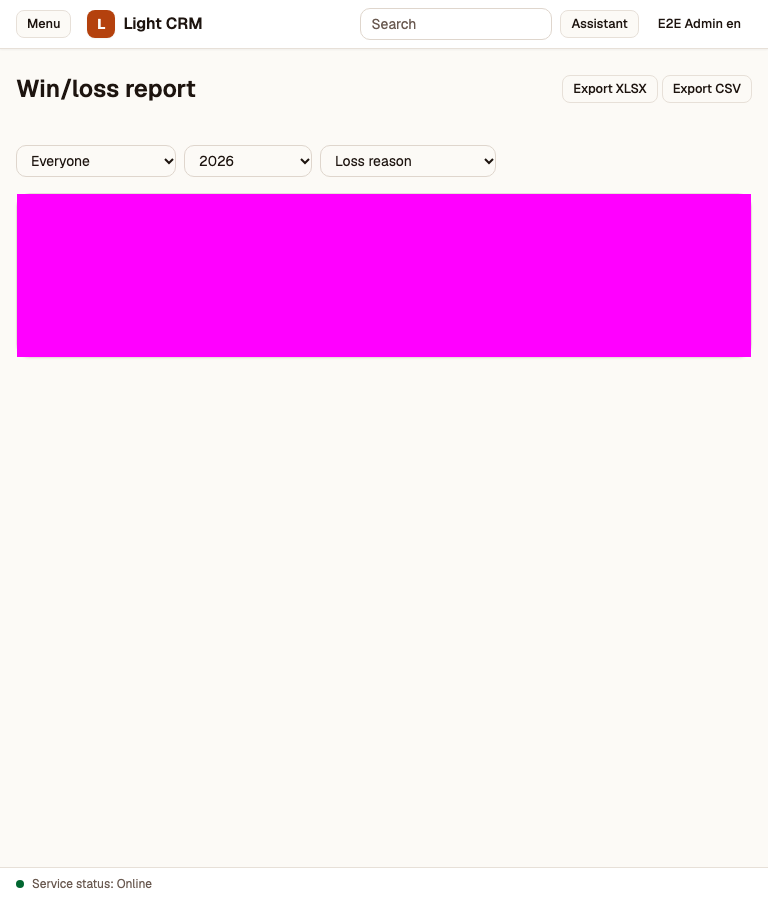 Menu
L
Light CRM
Search
Assistant
E2E Admin en
Win/loss report
Export XLSX
Export CSV
Everyone
2026
Loss reason
Service status: Online